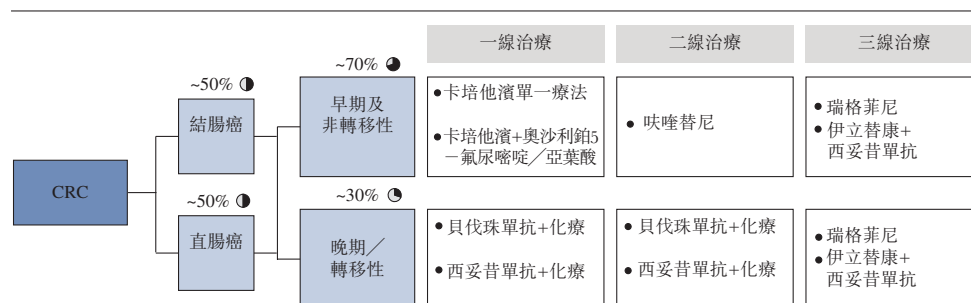 一線治療
二線治療
三線治療
~70%
~50%
結腸癌
早期及
非轉移性
●卡培他濱單一療法
●卡培他濱+奧沙利鉑5
－氟尿嘧啶／亞葉酸
● 呋喹替尼
●瑞格菲尼
●伊立替康+
西妥昔單抗
CRC
~50%
直腸癌
~30%
晚期／
轉移性
●貝伐珠單抗+化療
●西妥昔單抗+化療
●貝伐珠單抗+化療
●西妥昔單抗+化療
●瑞格菲尼
●伊立替康+
西妥昔單抗